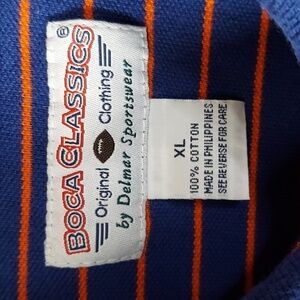 BOCA CLASSICS®
Original Clothing
by Delmar Sportswear
XL
100% COTTON
MADE IN PHILIPPINES
SEE REVERSE FOR CARE